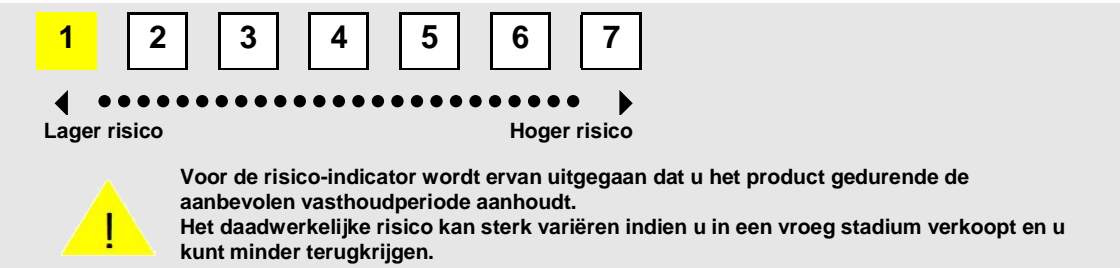 1 2 3 4 5 6 7
Lager risico Hoger risico
Voor de risico-indicator wordt ervan uitgegaan dat u het product gedurende de
aanbevolen vasthoudperiode aanhoudt.
Het daadwerkelijke risico kan sterk variëren indien u in een vroeg stadium verkoopt en u
! kunt minder terugkrijgen.